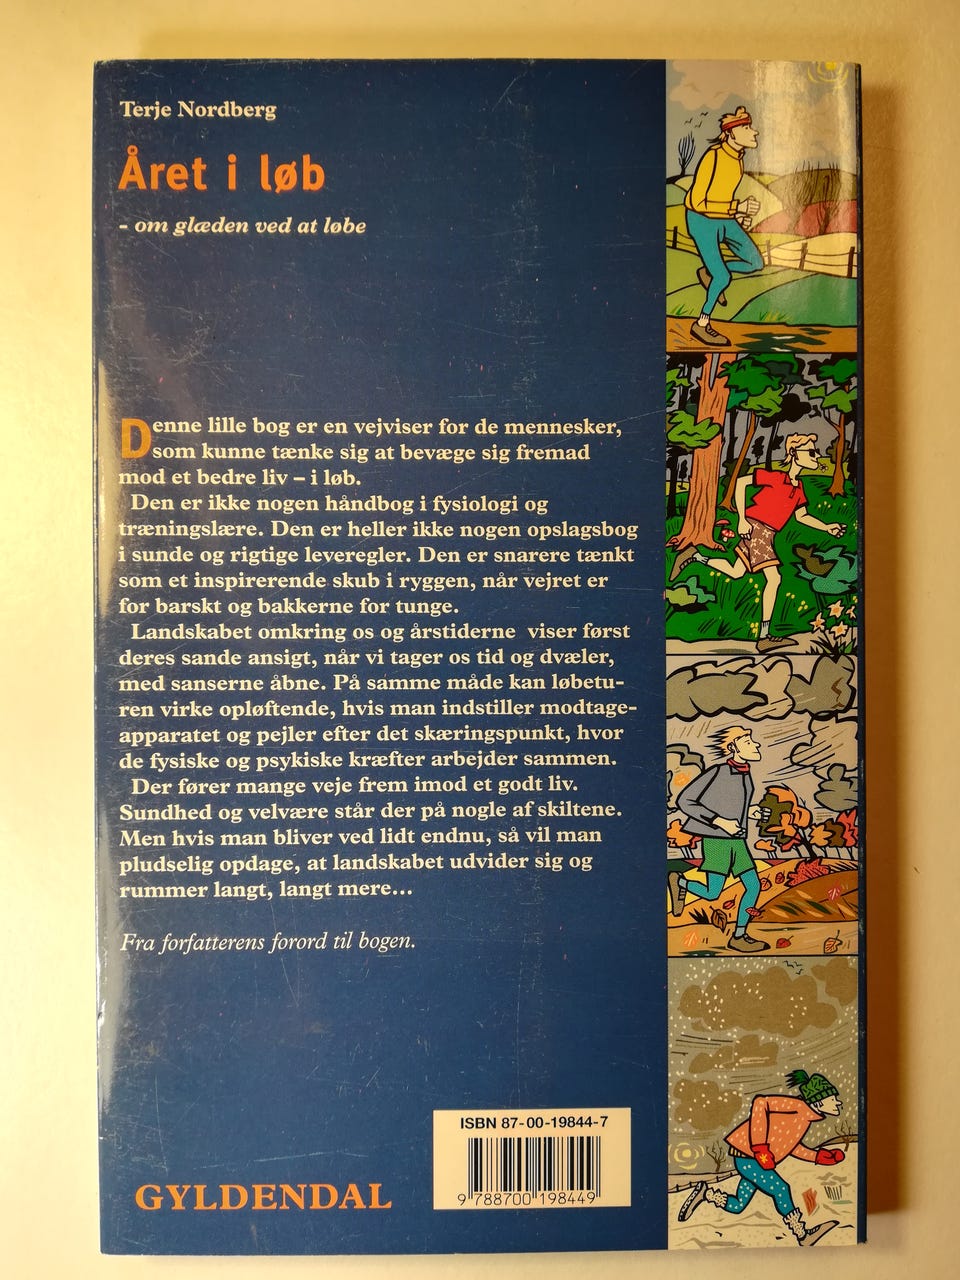 Terje Nordberg
Året i løb
- om glæden ved at løbe
Denne lille bog er en vejviser for de mennesker,
som kunne tænke sig at bevæge sig fremad
mod et bedre liv – i løb.
Den er ikke nogen håndbog i fysiologi og
træningslære. Den er heller ikke nogen opslagsbog
i sunde og rigtige leveregler. Den er snarere tænkt
som et inspirerende skub i ryggen, når vejret er
for barskt og bakkerne for tunge.
Landskabet omkring os og årstiderne viser først
deres sande ansigt, når vi tager os tid og dvæler,
med sanserne åbne. På samme måde kan løbetu-
ren virke opløftende, hvis man indstiller modtage-
apparatet og pejler efter det skæringspunkt, hvor
de fysiske og psykiske kræfter arbejder sammen.
Der fører mange veje frem imod et godt liv.
Sundhed og velvære står der på nogle af skiltene.
Men hvis man bliver ved lidt endnu, så vil man
pludselig opdage, at landskabet udvider sig og
rummer langt, langt mere...
Fra forfatterens forord til bogen.
ISBN 87-00-19844-7
9 788700 198449
GYLDENDAL